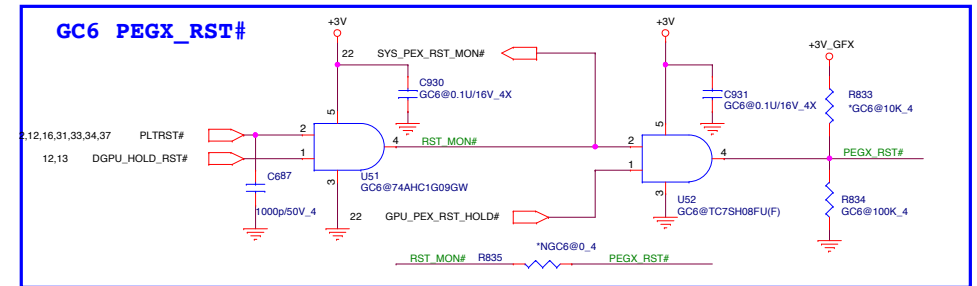 GC6 PEGX_RST#
+3V
+3V
22
SYS_PEX_RST_MON#
+3V_GFX
C930
GC6@0.1U/16V_4X
C931
GC6@0.1U/16V_4X
R833
*GC6@10K_4
5
5
2,12,16,31,33,34,37
PLTRST#
2
4
RST_MON#
2
4
PEGX_RST#
12,13
DGPU_HOLD_RST#
1
1
C687
U51
GC6@74AHC1G09GW
3
3
1000p/50V_4
22
GPU_PEX_RST_HOLD#
U52
GC6@TC7SH08FU(F)
R834
GC6@100K_4
*NGC6@0_4
RST_MON#
R835
PEGX_RST#